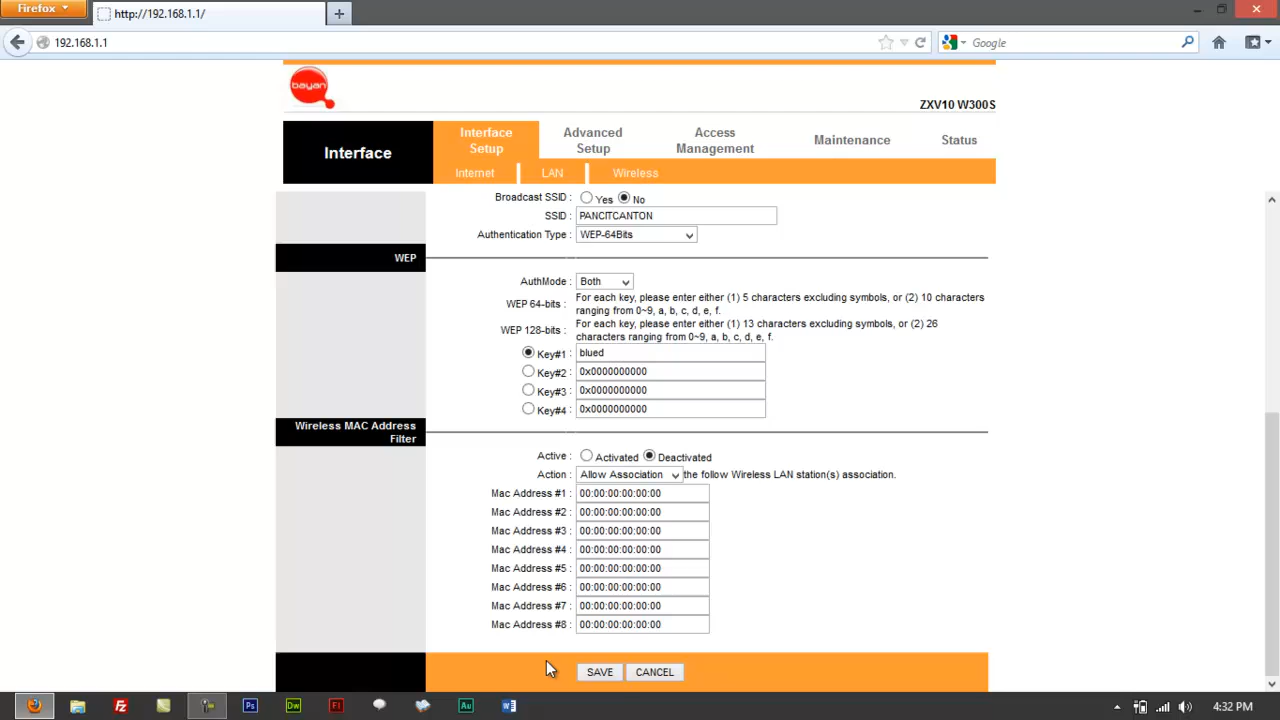 Firefox
http://192.168.1.1/
192.168.1.1
Google
bayan
ZXV10 W300S
Interface
Interface Setup
Advanced Setup
Access Management
Maintenance
Status
Internet
LAN
Wireless
Broadcast SSID : Yes No
SSID : PANCITCANTON
Authentication Type : WEP-64Bits
WEP
AuthMode : Both
WEP 64-bits : For each key, please enter either (1) 5 characters excluding symbols, or (2) 10 characters
ranging from 0~9, a, b, c, d, e, f.
WEP 128-bits : For each key, please enter either (1) 13 characters excluding symbols, or (2) 26
characters ranging from 0~9, a, b, c, d, e, f.
Key#1 : blued
Key#2 : 0x0000000000
Key#3 : 0x0000000000
Key#4 : 0x0000000000
Wireless MAC Address
Filter
Active : Activated Deactivated
Action : Allow Association the follow Wireless LAN station(s) association.
Mac Address #1 : 00:00:00:00:00:00
Mac Address #2 : 00:00:00:00:00:00
Mac Address #3 : 00:00:00:00:00:00
Mac Address #4 : 00:00:00:00:00:00
Mac Address #5 : 00:00:00:00:00:00
Mac Address #6 : 00:00:00:00:00:00
Mac Address #7 : 00:00:00:00:00:00
Mac Address #8 : 00:00:00:00:00:00
SAVE
CANCEL
Fz
Ps
Dw
Fl
Au
W
4:32 PM